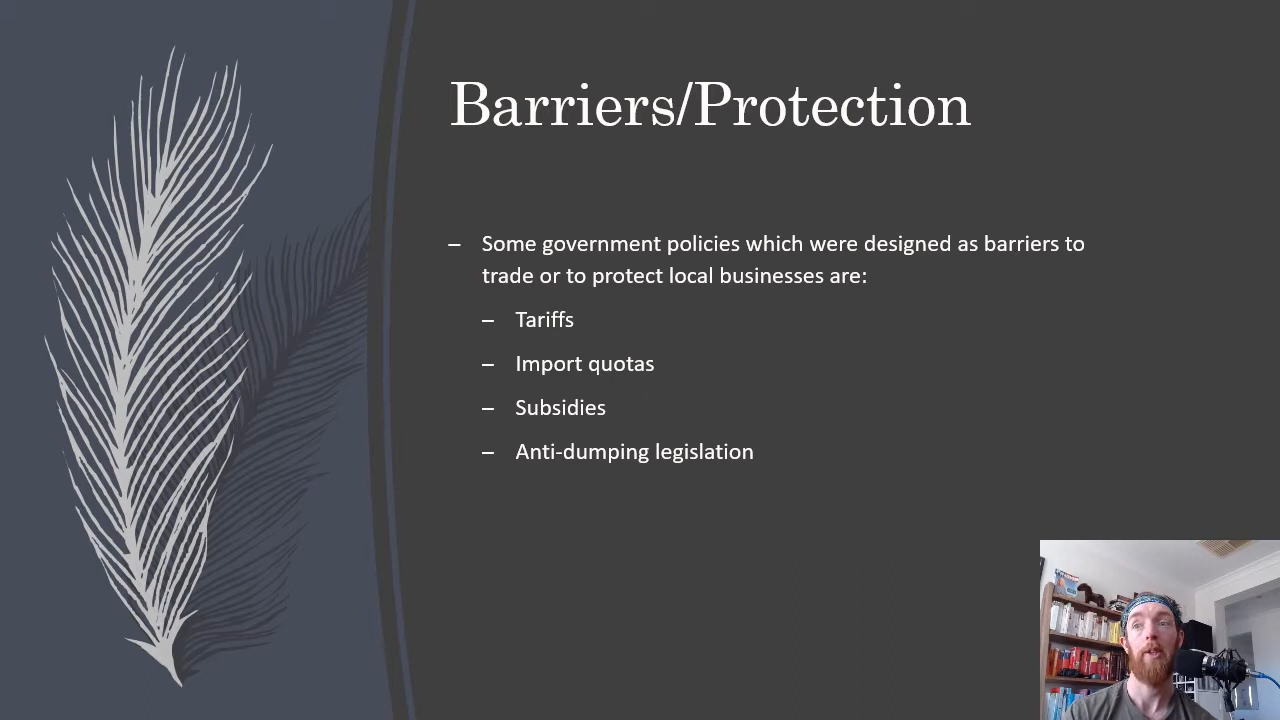 Barriers/Protection
– Some government policies which were designed as barriers to
trade or to protect local businesses are:
– Tariffs
– Import quotas
– Subsidies
– Anti-dumping legislation